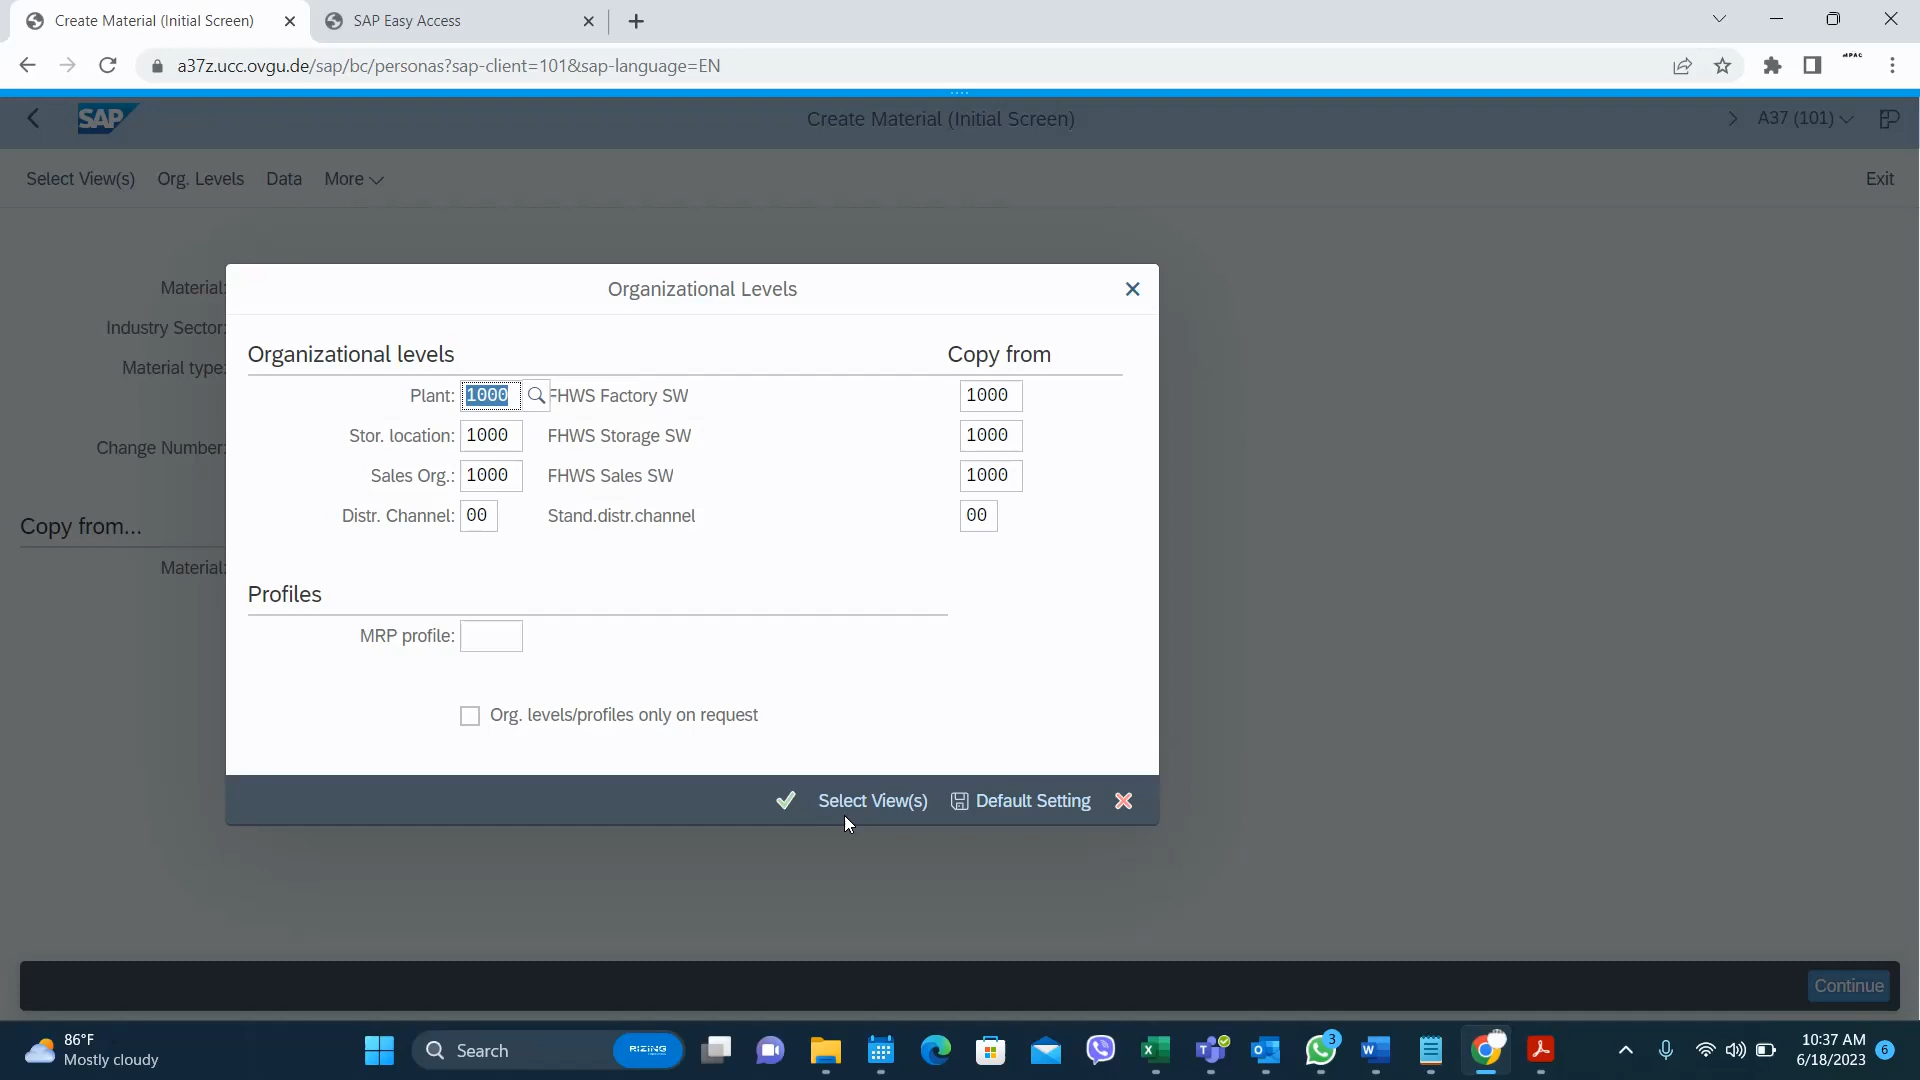 Create Material (Initial Screen)
SAP Easy Access
a37z.ucc.ovgu.de/sap/bc/personas?sap-client=101&sap-language=EN
SAP
Create Material (Initial Screen)
A37 (101)
Select View(s) Org. Levels Data More
Exit
Material:
Industry Sector:
Material type:
Change Number:
Copy from...
Material:
Organizational Levels
Organizational levels
Copy from
Plant: 1000 FHWS Factory SW 1000
Stor. location: 1000 FHWS Storage SW 1000
Sales Org.: 1000 FHWS Sales SW 1000
Distr. Channel: 00 Stand.distr.channel 00
Profiles
MRP profile:
Org. levels/profiles only on request
Select View(s) Default Setting
Continue
86°F
Mostly cloudy
Search
RIZING
3
10:37 AM
6/18/2023
6